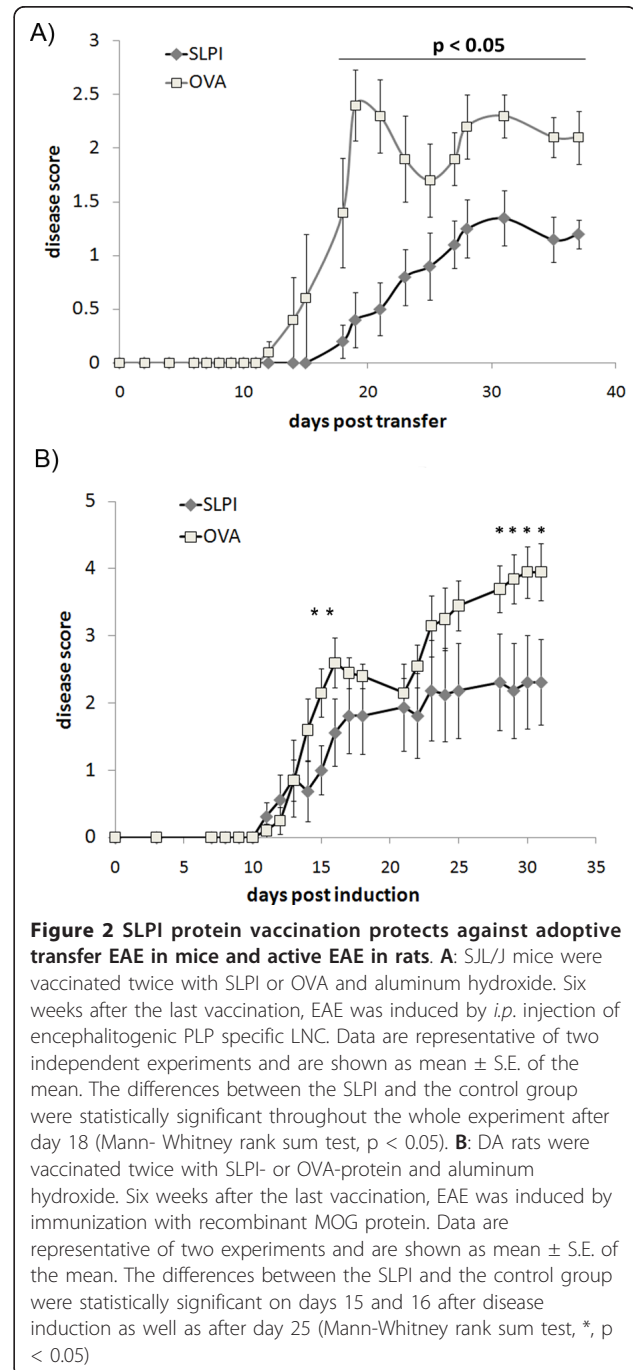 A)
p < 0.05
SLPI
OVA
3
2.5
2
1.5
1
0.5
0
disease score
0 10 20 30 40
days post transfer
B)
SLPI
OVA
* * * *
* *
5
4
3
2
1
0
disease score
0 5 10 15 20 25 30 35
days post induction
Figure 2 SLPI protein vaccination protects against adoptive
transfer EAE in mice and active EAE in rats. A: SJL/J mice were
vaccinated twice with SLPI or OVA and aluminum hydroxide. Six
weeks after the last vaccination, EAE was induced by i.p. injection of
encephalitogenic PLP specific LNC. Data are representative of two
independent experiments and are shown as mean ± S.E. of the
mean. The differences between the SLPI and the control group
were statistically significant throughout the whole experiment after
day 18 (Mann- Whitney rank sum test, p < 0.05). B: DA rats were
vaccinated twice with SLPI- or OVA-protein and aluminum
hydroxide. Six weeks after the last vaccination, EAE was induced by
immunization with recombinant MOG protein. Data are
representative of two experiments and are shown as mean ± S.E. of
the mean. The differences between the SLPI and the control group
were statistically significant on days 15 and 16 after disease
induction as well as after day 25 (Mann-Whitney rank sum test, *, p
< 0.05)